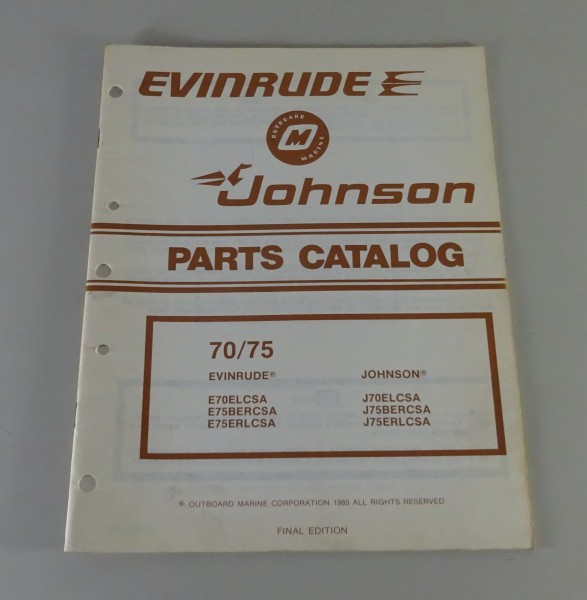 EVINRUDE E
OUTBOARD MARINE
M
Johnson
PARTS CATALOG
70/75
EVINRUDE® JOHNSON®
E70ELCSA J70ELCSA
E75BERCSA J75BERCSA
E75ERLCSA J75ERLCSA
©, OUTBOARD MARINE CORPORATION 1980 ALL RIGHTS RESERVED
FINAL EDITION